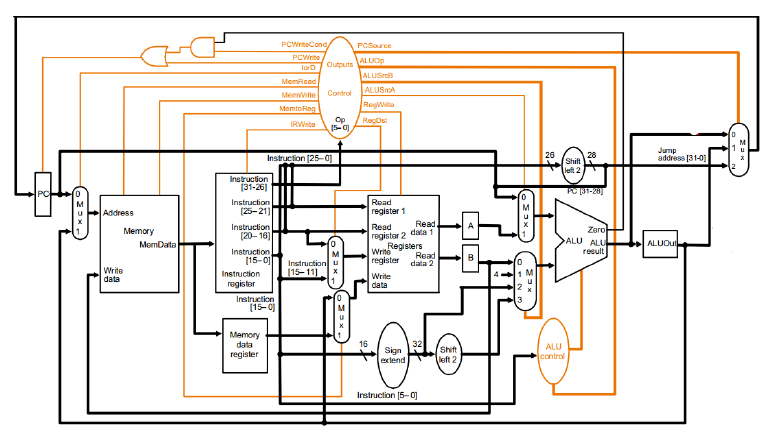 PCWriteCond
PCSource
PCWrite
ALUOp
IorD
Outputs
MemRead
ALUSrcB
MemWrite
Control
ALUSrcA
MemtoReg
RegWrite
IRWrite
Op
[5–0]
RegDst
Instruction [25–0]
26
Shift
left 2
28
Jump
address [31-0]
PC [31-28]
0
1
2
M
u
x
PC
0
M
u
x
1
Address
Memory
MemData
Write
data
Instruction
[31-26]
Instruction
[25–21]
Instruction
[20–16]
Instruction
[15–0]
Instruction
register
Instruction
[15–0]
Instruction
[15–11]
0
M
u
x
1
0
M
u
x
1
Memory
data
register
Read
register 1
Read
register 2
Registers
Write
register
Write
data
Read
data 1
Read
data 2
A
B
4
0
M
u
x
1
0
1
2
3
M
u
x
ALU
Zero
ALU
result
ALUOut
16
Sign
extend
32
Shift
left 2
ALU
control
Instruction [5–0]